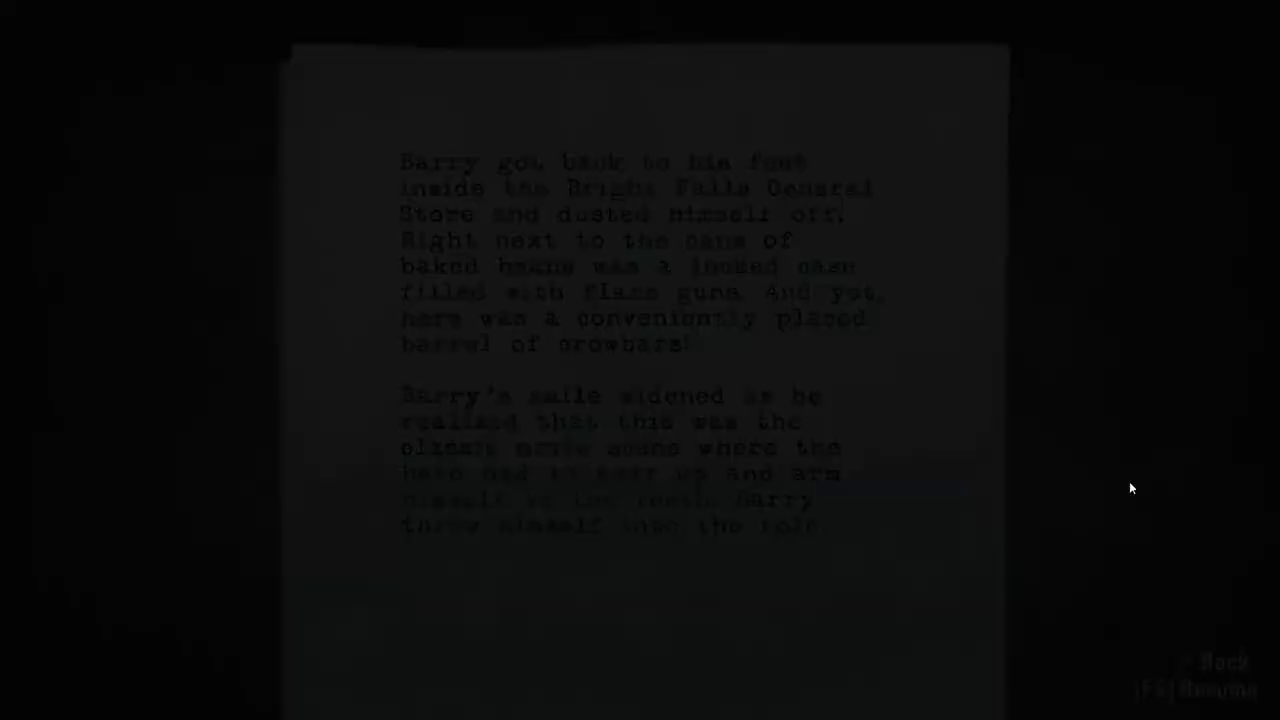 Barry got back to his feet
inside the Bright Falls General
Store and dusted himself off.
Right next to the cans of
baked beans was a locked case
filled with flare guns. And yet,
here was a conveniently placed
barrel of crowbars!
Barry's smile widened as he
realized that this was the
classic movie scene where the
hero had to suit up and arm
himself to the teeth. Barry
threw himself into the role.
Back
Resume